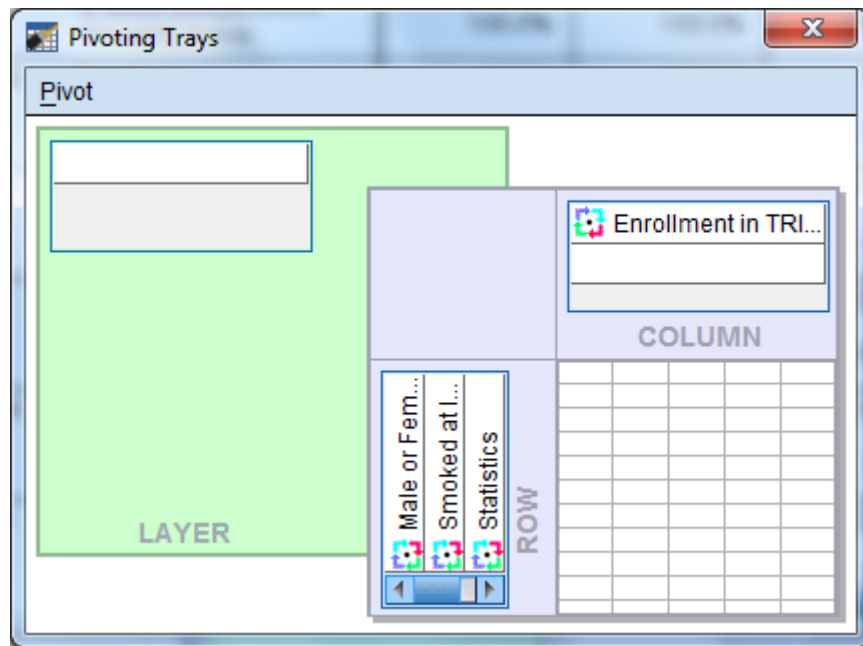 Pivoting Trays
Pivot
Enrollment in TRI...
COLUMN
Male or Fem...
Smoked at l...
Statistics
ROW
LAYER